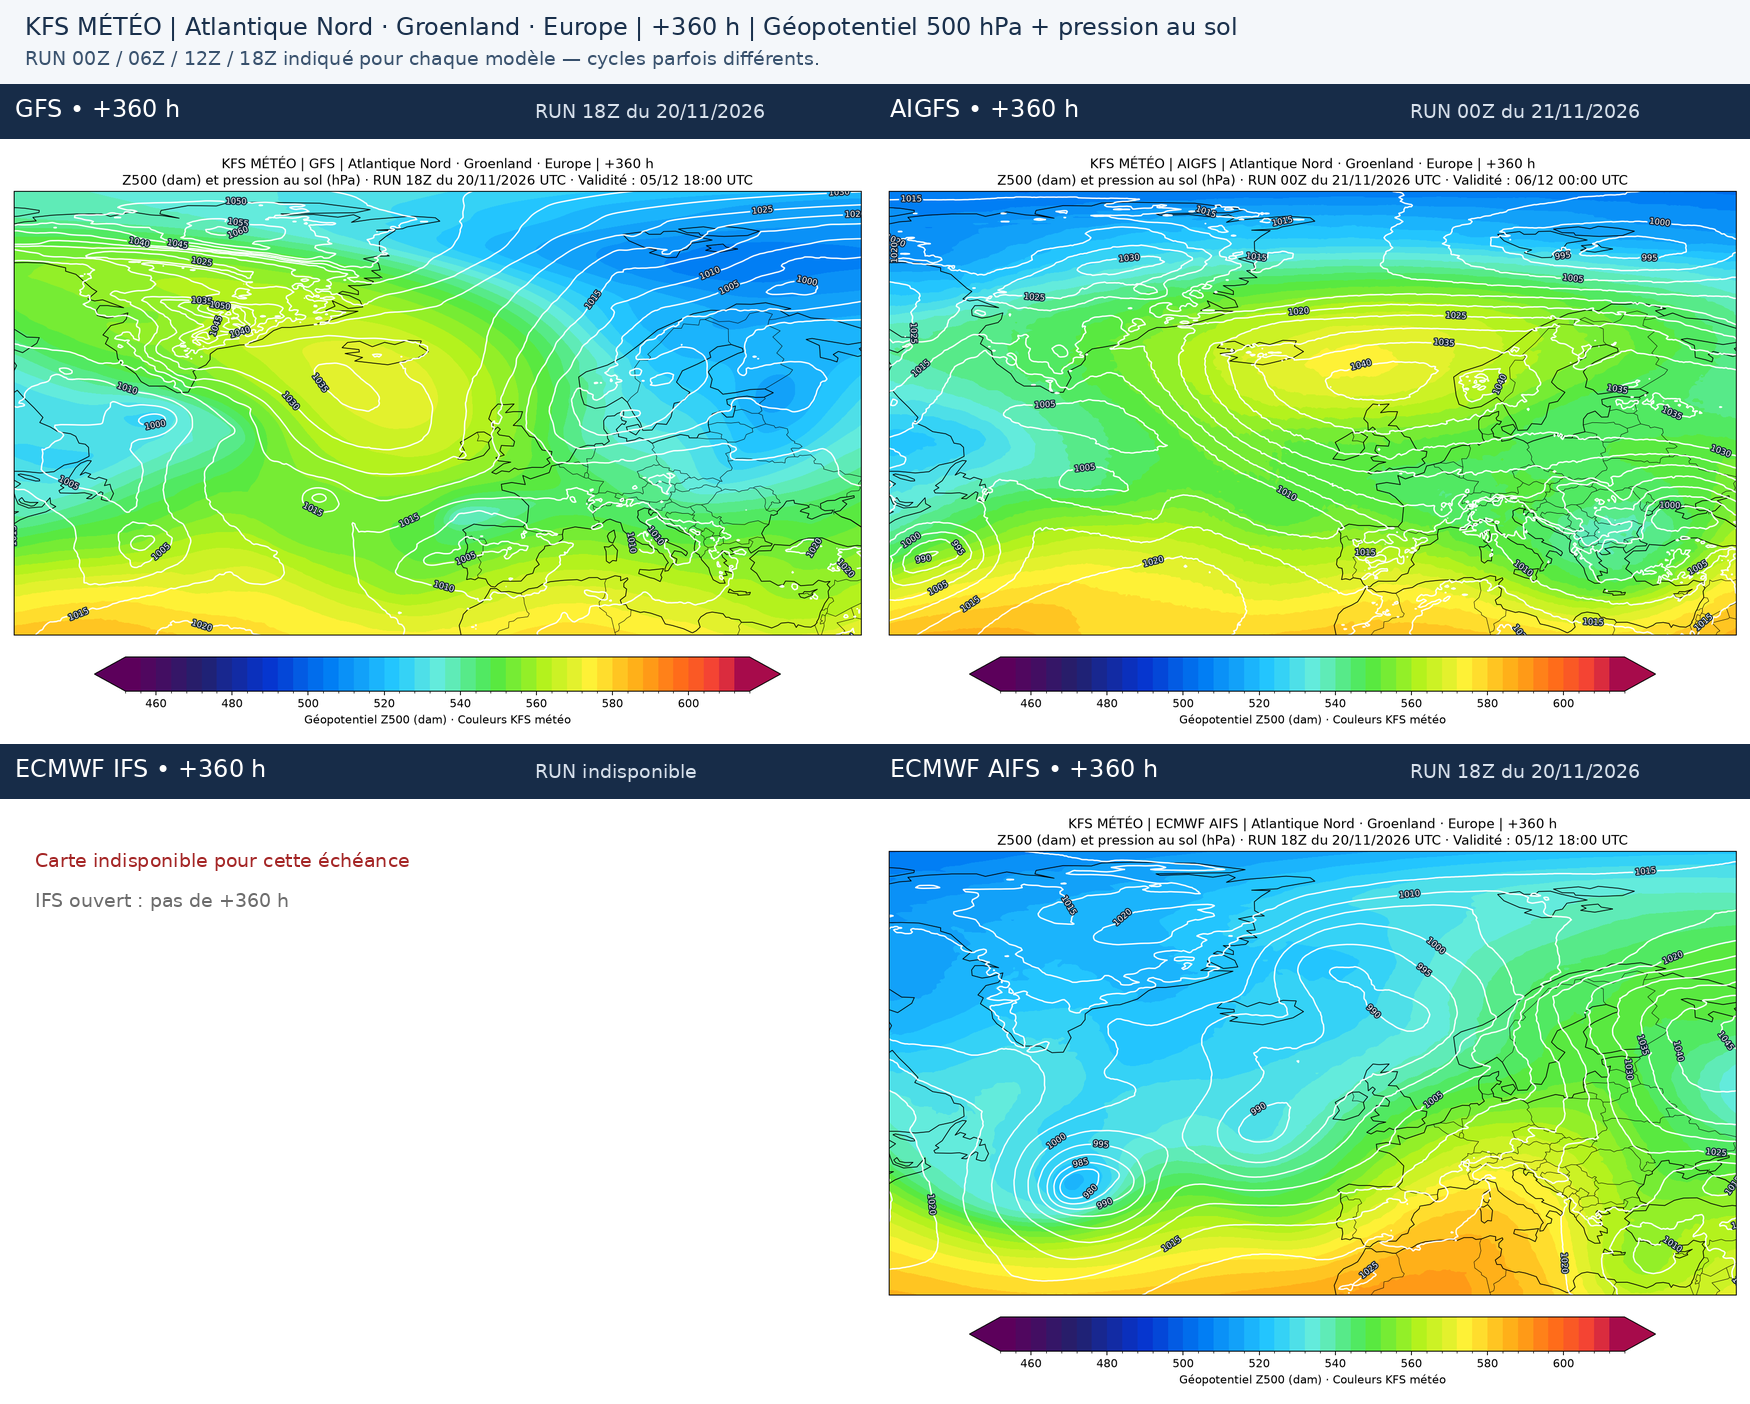 KFS MÉTÉO | Atlantique Nord · Groenland · Europe | +360 h | Géopotentiel 500 hPa + pression au sol
RUN 00Z / 06Z / 12Z / 18Z indiqué pour chaque modèle — cycles parfois différents.
GFS • +360 h
RUN 18Z du 20/11/2026
AIGFS • +360 h
RUN 00Z du 21/11/2026
KFS MÉTÉO | GFS | Atlantique Nord · Groenland · Europe | +360 h
Z500 (dam) et pression au sol (hPa) · RUN 18Z du 20/11/2026 UTC · Validité : 05/12 18:00 UTC
KFS MÉTÉO | AIGFS | Atlantique Nord · Groenland · Europe | +360 h
Z500 (dam) et pression au sol (hPa) · RUN 00Z du 21/11/2026 UTC · Validité : 06/12 00:00 UTC
460 480 500 520 540 560 580 600
Géopotentiel Z500 (dam) · Couleurs KFS météo
460 480 500 520 540 560 580 600
Géopotentiel Z500 (dam) · Couleurs KFS météo
ECMWF IFS • +360 h
RUN indisponible
ECMWF AIFS • +360 h
RUN 18Z du 20/11/2026
Carte indisponible pour cette échéance
IFS ouvert : pas de +360 h
KFS MÉTÉO | ECMWF AIFS | Atlantique Nord · Groenland · Europe | +360 h
Z500 (dam) et pression au sol (hPa) · RUN 18Z du 20/11/2026 UTC · Validité : 05/12 18:00 UTC
460 480 500 520 540 560 580 600
Géopotentiel Z500 (dam) · Couleurs KFS météo